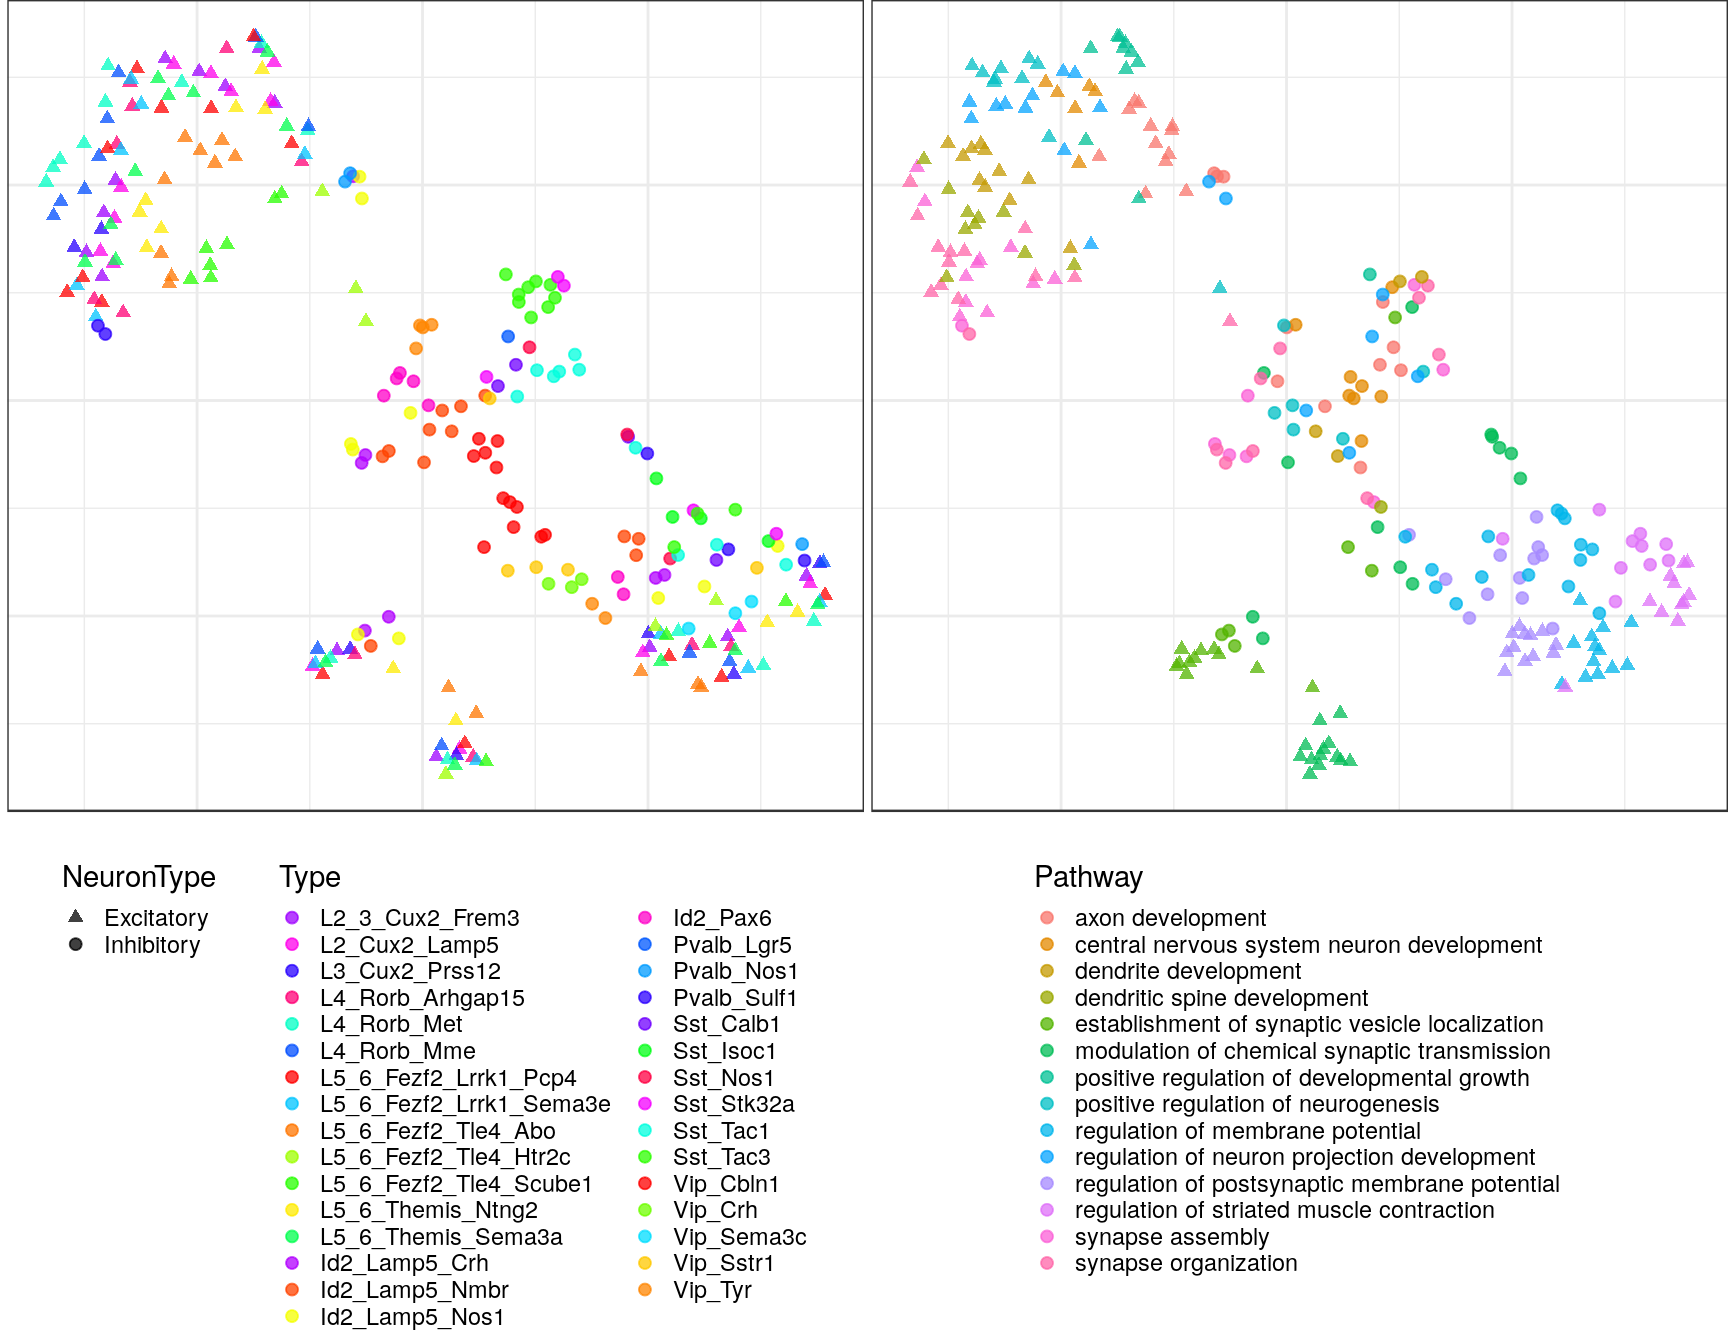 NeuronType
Excitatory
Inhibitory
Type
L2_3_Cux2_Frem3
L2_Cux2_Lamp5
L3_Cux2_Prss12
L4_Rorb_Arhgap15
L4_Rorb_Met
L4_Rorb_Mme
L5_6_Fezf2_Lrrk1_Pcp4
L5_6_Fezf2_Lrrk1_Sema3e
L5_6_Fezf2_Tle4_Abo
L5_6_Fezf2_Tle4_Htr2c
L5_6_Fezf2_Tle4_Scube1
L5_6_Themis_Ntng2
L5_6_Themis_Sema3a
Id2_Lamp5_Crh
Id2_Lamp5_Nmbr
Id2_Lamp5_Nos1
Id2_Pax6
Pvalb_Lgr5
Pvalb_Nos1
Pvalb_Sulf1
Sst_Calb1
Sst_Isoc1
Sst_Nos1
Sst_Stk32a
Sst_Tac1
Sst_Tac3
Vip_Cbln1
Vip_Crh
Vip_Sema3c
Vip_Sstr1
Vip_Tyr
Pathway
axon development
central nervous system neuron development
dendrite development
dendritic spine development
establishment of synaptic vesicle localization
modulation of chemical synaptic transmission
positive regulation of developmental growth
positive regulation of neurogenesis
regulation of membrane potential
regulation of neuron projection development
regulation of postsynaptic membrane potential
regulation of striated muscle contraction
synapse assembly
synapse organization